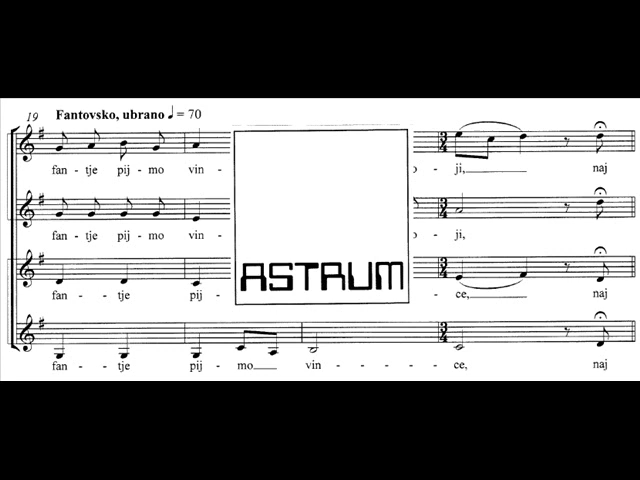 19 Fantovsko, ubrano ♩= 70
fan - tje pij - mo vin - ji, naj
fan - tje pij - mo vin - ji,
ASTRUM
fan - tje pij - ce, naj
fan - tje pij - mo vin - - - - ce, naj